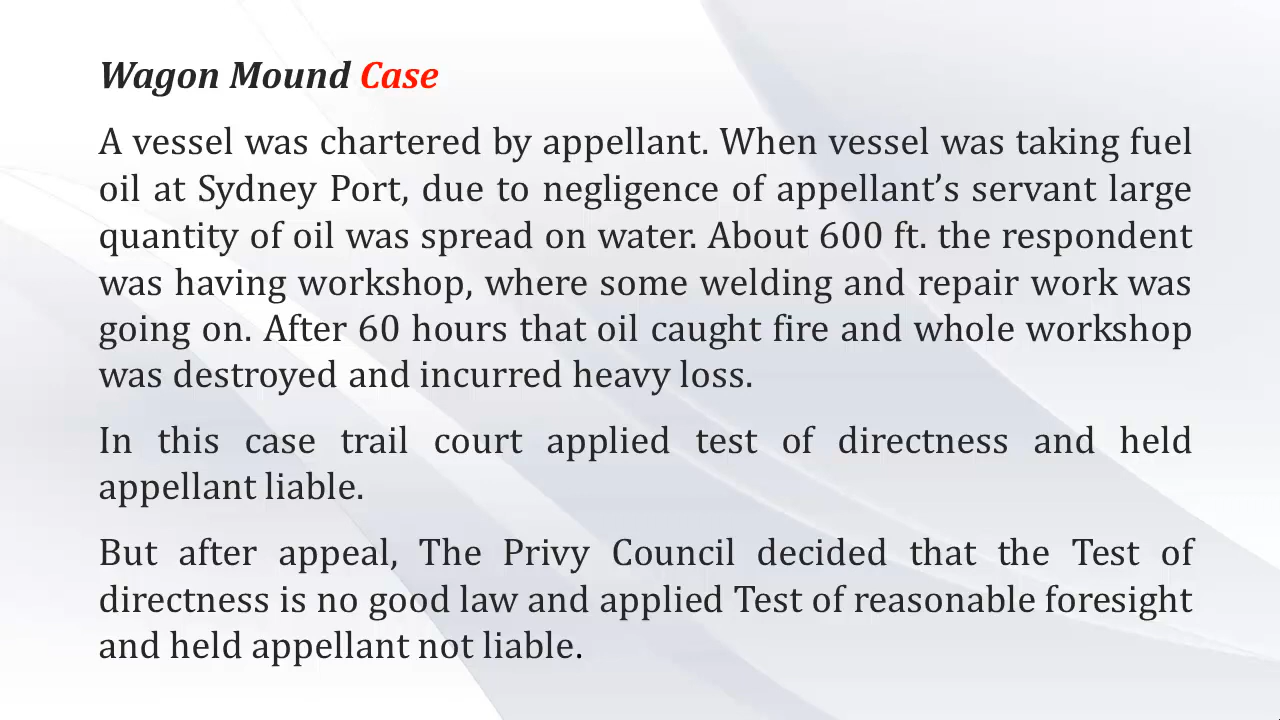 Wagon Mound Case
A vessel was chartered by appellant. When vessel was taking fuel
oil at Sydney Port, due to negligence of appellant’s servant large
quantity of oil was spread on water. About 600 ft. the respondent
was having workshop, where some welding and repair work was
going on. After 60 hours that oil caught fire and whole workshop
was destroyed and incurred heavy loss.
In this case trail court applied test of directness and held
appellant liable.
But after appeal, The Privy Council decided that the Test of
directness is no good law and applied Test of reasonable foresight
and held appellant not liable.